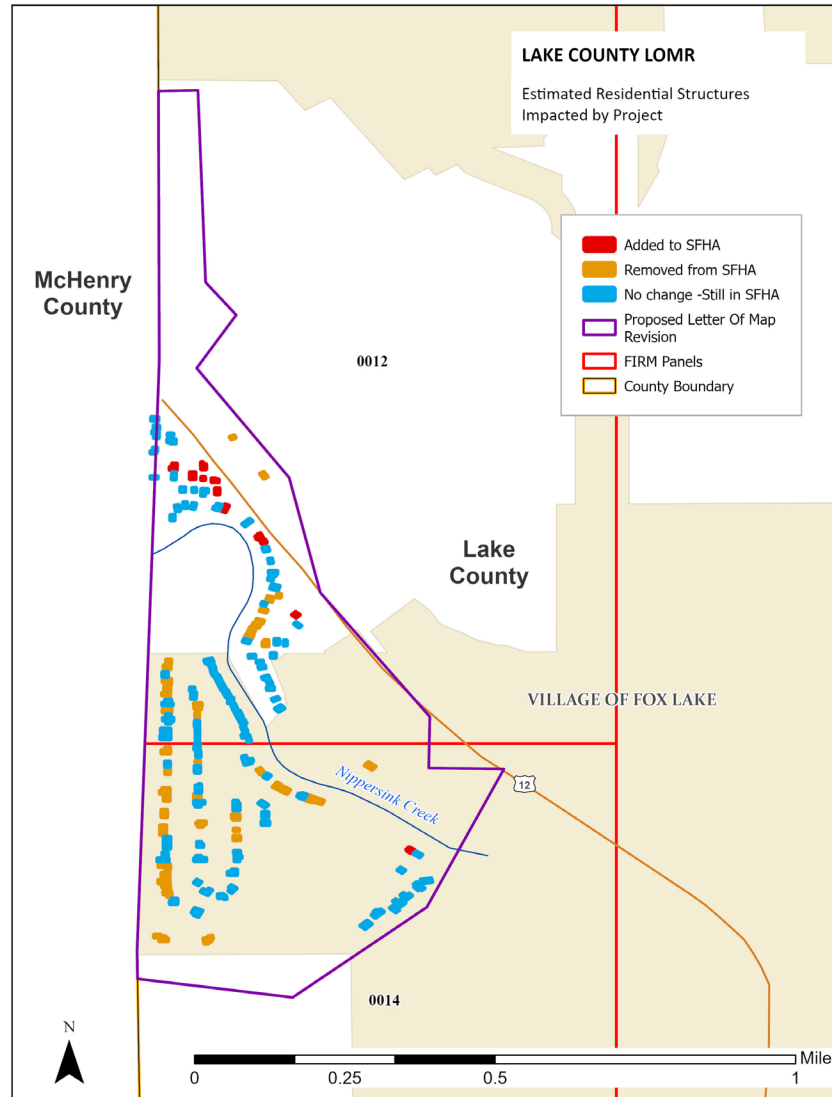 LAKE COUNTY LOMR
Estimated Residential Structures
Impacted by Project
Added to SFHA
Removed from SFHA
No change -Still in SFHA
Proposed Letter Of Map
Revision
FIRM Panels
County Boundary
McHenry
County
0012
Lake
County
VILLAGE OF FOX LAKE
12
Nippersink Creek
0014
N
0 0.25 0.5 1
Mile